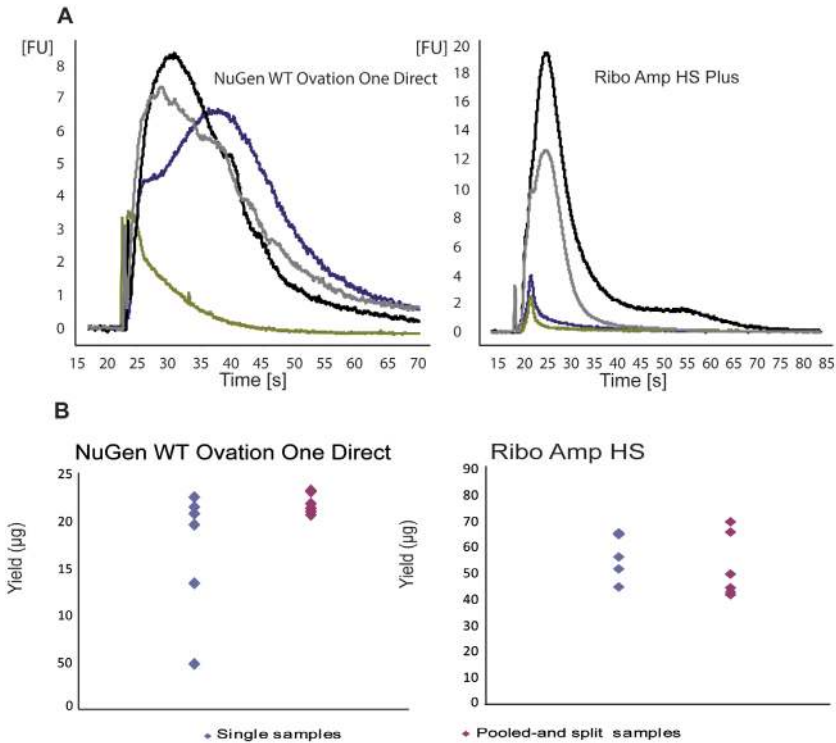 A
[FU]
NuGen WT Ovation One Direct
8
7
6
5
4
3
2
1
0
15 20 25 30 35 40 45 50 55 60 65 70
Time [s]
[FU]
Ribo Amp HS Plus
20
18
16
14
12
10
8
6
4
2
0
15 20 25 30 35 40 45 50 55 60 65 70 75 80 85
Time [s]
B
NuGen WT Ovation One Direct
25
20
15
10
50
0
Yield (µg)
Ribo Amp HS
90
80
70
60
50
40
30
20
10
0
Yield (µg)
Single samples
Pooled-and split samples